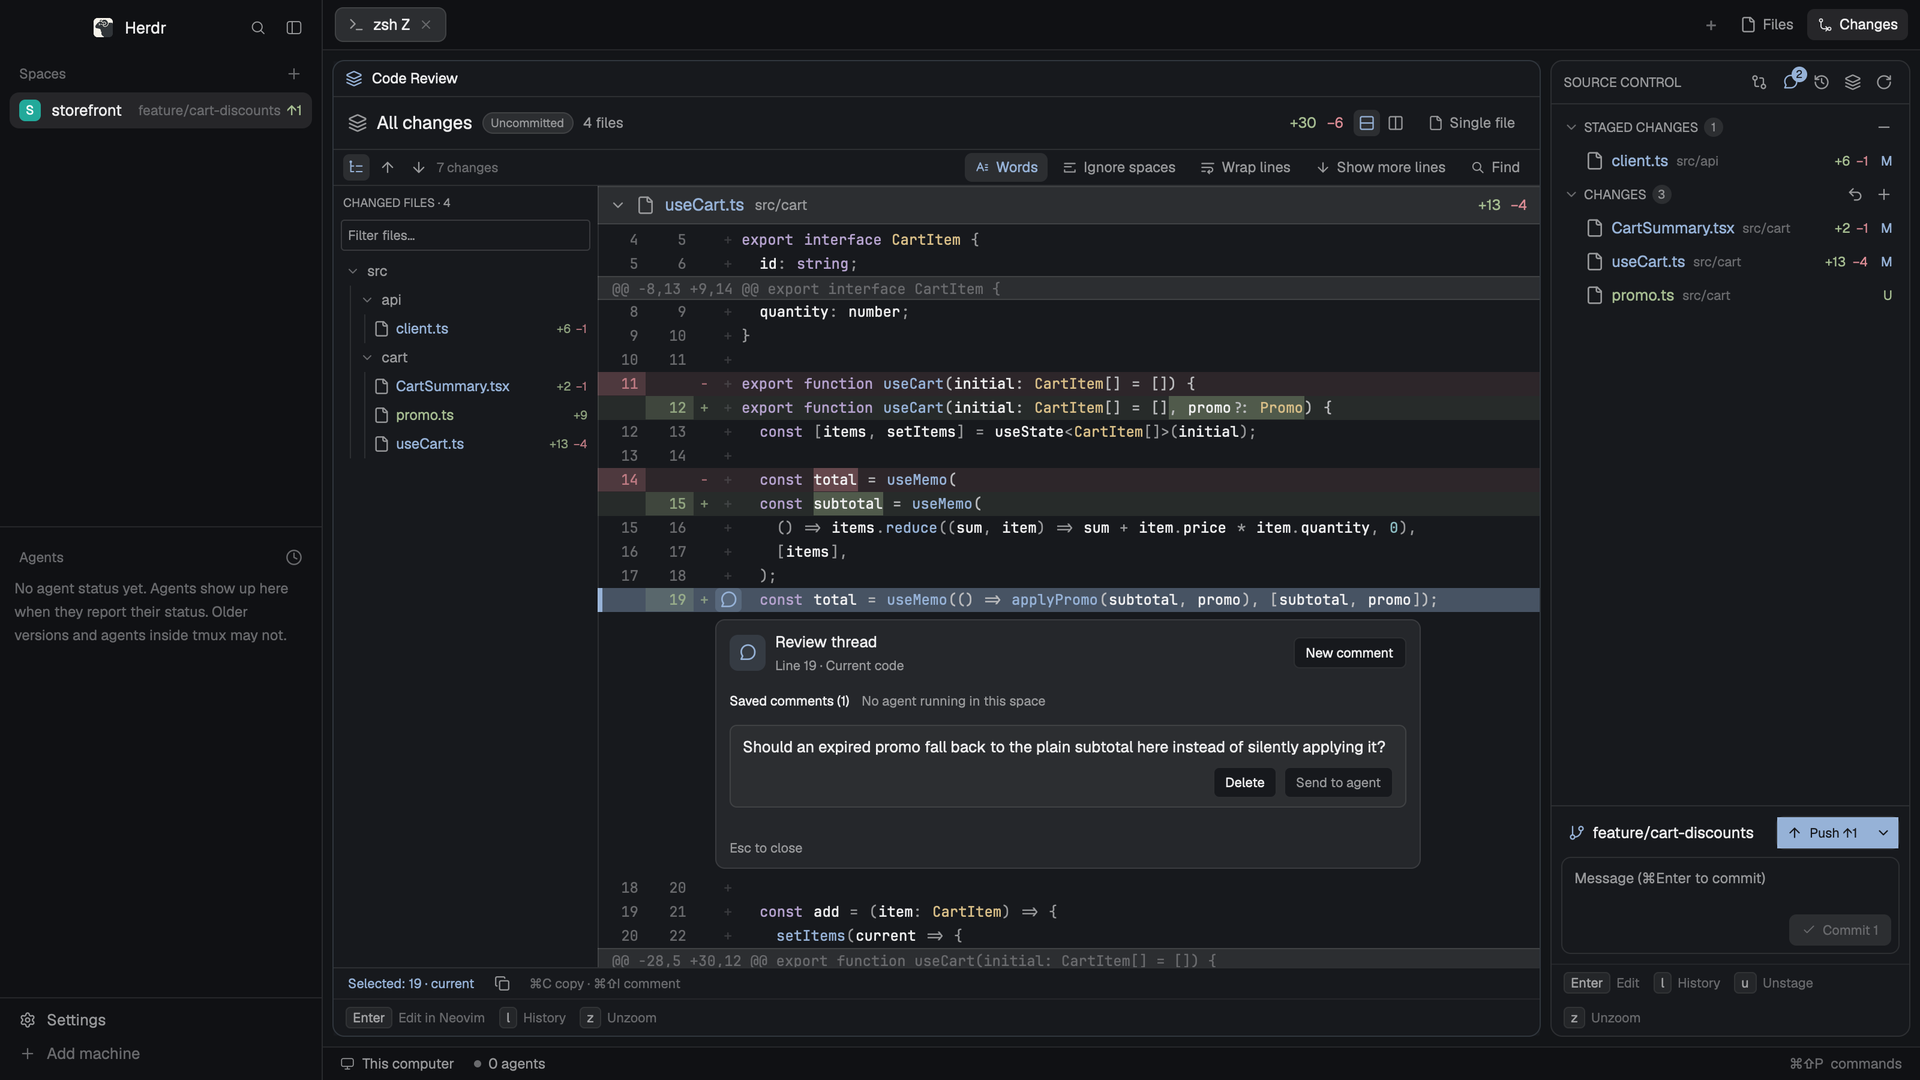 Herdr
Spaces
S storefront feature/cart-discounts ↑1
Agents
No agent status yet. Agents show up here
when they report their status. Older
versions and agents inside tmux may not.
Settings
+ Add machine
>_ zsh Z ×
+ Files Changes
Code Review
All changes Uncommitted 4 files +30 −6 Single file
7 changes Words Ignore spaces Wrap lines Show more lines Find
CHANGED FILES · 4
Filter files...
src
api
client.ts +6 −1
cart
CartSummary.tsx +2 −1
promo.ts +9
useCart.ts +13 −4
useCart.ts src/cart +13 −4
4 5 + export interface CartItem {
5 6 + id: string;
@@ -8,13 +9,14 @@ export interface CartItem {
8 9 + quantity: number;
9 10 + }
10 11 +
11 - + export function useCart(initial: CartItem[] = []) {
12 + + export function useCart(initial: CartItem[] = [], promo?: Promo) {
12 13 + const [items, setItems] = useState<CartItem[]>(initial);
13 14 +
14 - + const total = useMemo(
15 + + const subtotal = useMemo(
15 16 + () => items.reduce((sum, item) => sum + item.price * item.quantity, 0),
16 17 + [items],
17 18 + );
19 + const total = useMemo(() => applyPromo(subtotal, promo), [subtotal, promo]);
Review thread
Line 19 · Current code
New comment
Saved comments (1) No agent running in this space
Should an expired promo fall back to the plain subtotal here instead of silently applying it?
Delete Send to agent
Esc to close
18 20 +
19 21 + const add = (item: CartItem) => {
20 22 + setItems(current => {
@@ -28,5 +30,12 @@ export function useCart(initial: CartItem[] = []) {
Selected: 19 · current ⌘C copy · ⌘⇧I comment
Enter Edit in Neovim l History z Unzoom
SOURCE CONTROL 2
STAGED CHANGES 1
client.ts src/api +6 −1 M
CHANGES 3
CartSummary.tsx src/cart +2 −1 M
useCart.ts src/cart +13 −4 M
promo.ts src/cart U
feature/cart-discounts Push ↑1
Message (⌘Enter to commit)
Commit 1
Enter Edit l History u Unstage
z Unzoom
This computer 0 agents
⌘⇧P commands